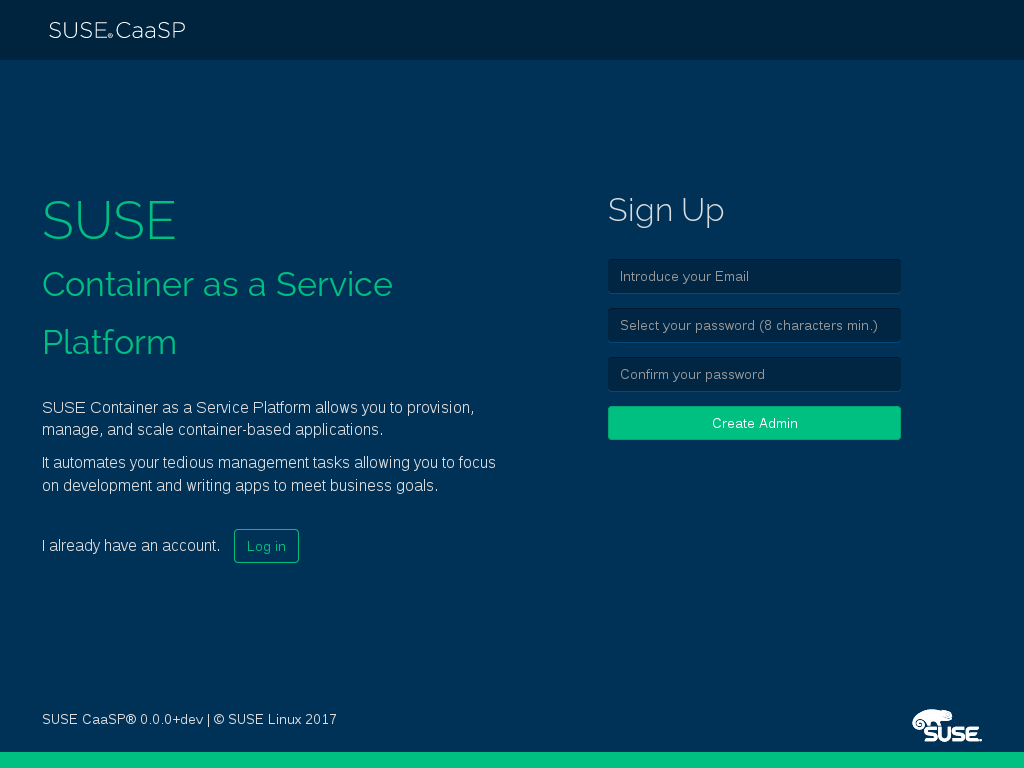 SUSE® CaaSP
SUSE
Container as a Service
Platform
SUSE Container as a Service Platform allows you to provision,
manage, and scale container-based applications.
It automates your tedious management tasks allowing you to focus
on development and writing apps to meet business goals.
I already have an account. Log in
Sign Up
Introduce your Email
Select your password (8 characters min.)
Confirm your password
Create Admin
SUSE CaaSP® 0.0.0+dev | © SUSE Linux 2017
SUSE